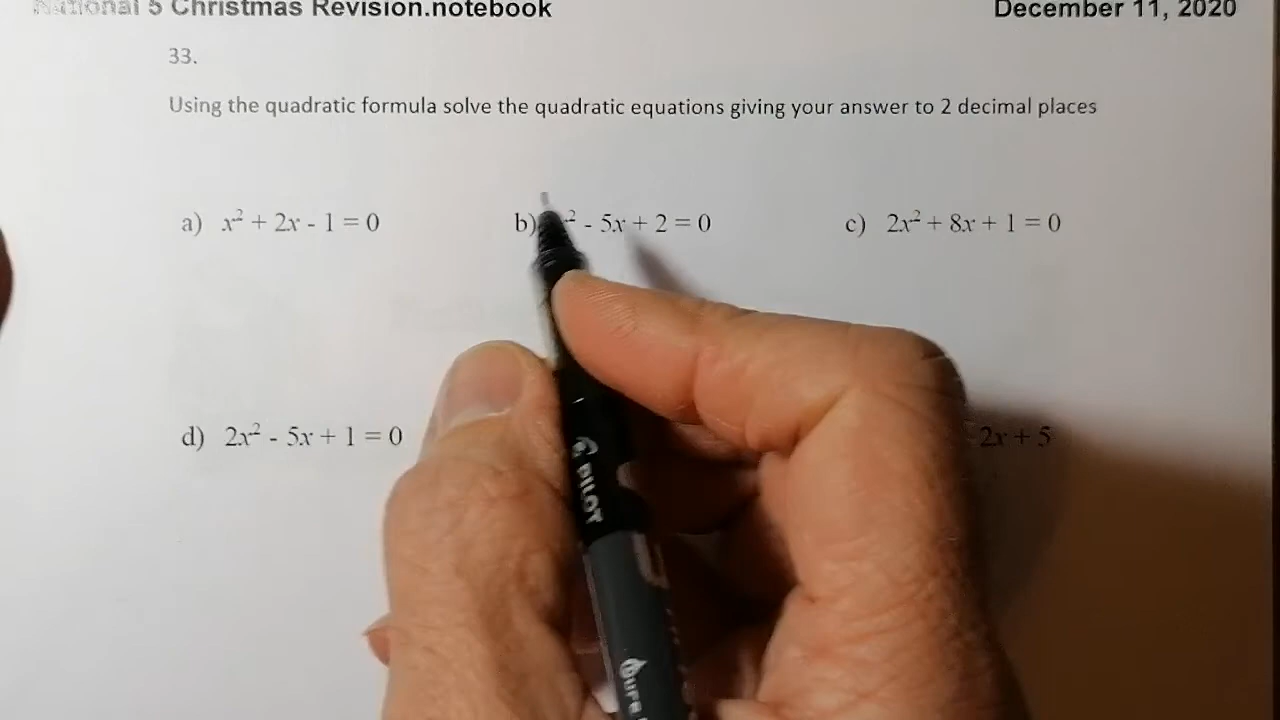 National 5 Christmas Revision.notebook December 11, 2020
33.
Using the quadratic formula solve the quadratic equations giving your answer to 2 decimal places
a) x² + 2x - 1 = 0 b) ² - 5x + 2 = 0 c) 2x² + 8x + 1 = 0
d) 2x² - 5x + 1 = 0 2x + 5
PILOT